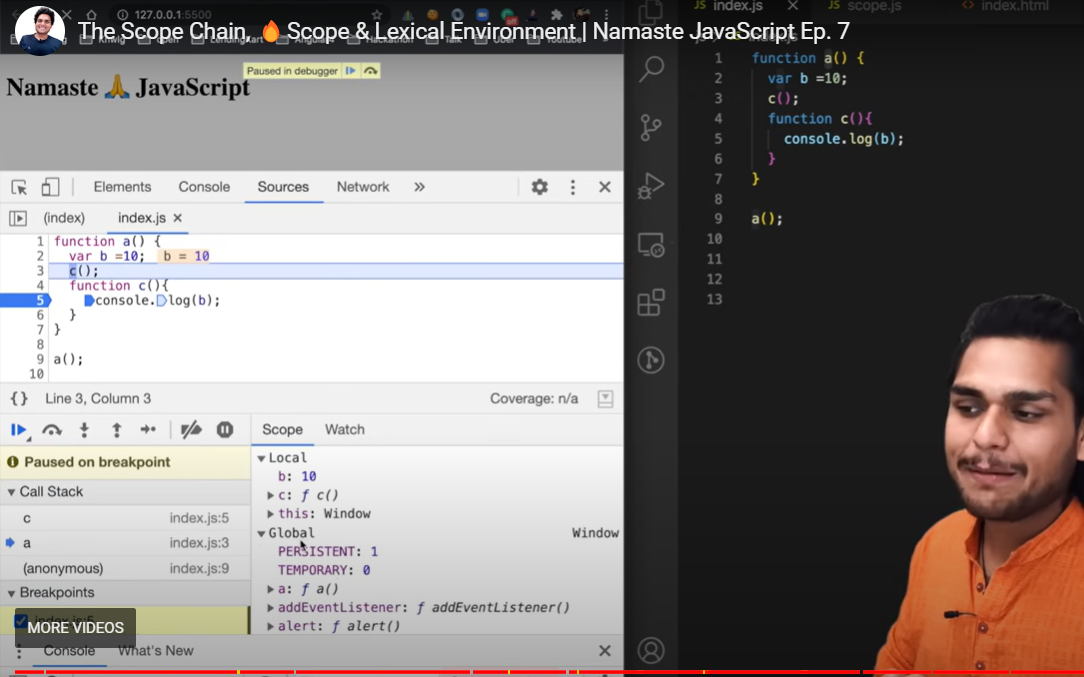 127.0.0.1:5500
The Scope Chain, 🔥 Scope & Lexical Environment | Namaste JavaScript Ep. 7
Paused in debugger
Namaste 🙏 JavaScript
Elements Console Sources Network »
(index) index.js ×
1 function a() {
2 var b =10; b = 10
3 c();
4 function c(){
5 console.log(b);
6 }
7 }
8
9 a();
10
{ } Line 3, Column 3 Coverage: n/a
Scope Watch
Paused on breakpoint
Call Stack
c index.js:5
a index.js:3
(anonymous) index.js:9
Breakpoints
MORE VIDEOS
Local
b: 10
c: ƒ c()
this: Window
Global Window
PERSISTENT: 1
TEMPORARY: 0
a: ƒ a()
addEventListener: ƒ addEventListener()
alert: ƒ alert()
Console What's New
JS index.js × JS scope.js <> index.html
1 function a() {
2 var b =10;
3 c();
4 function c(){
5 console.log(b);
6 }
7 }
8
9 a();
10
11
12
13